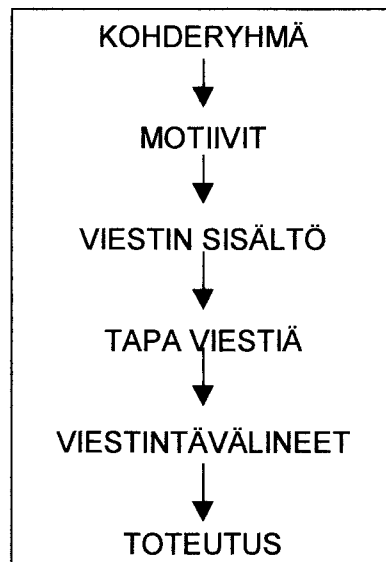 KOHDERYHMÄ
MOTIIVIT
VIESTIN SISÄLTÖ
TAPA VIESTIÄ
VIESTINTÄVÄLINEET
TOTEUTUS